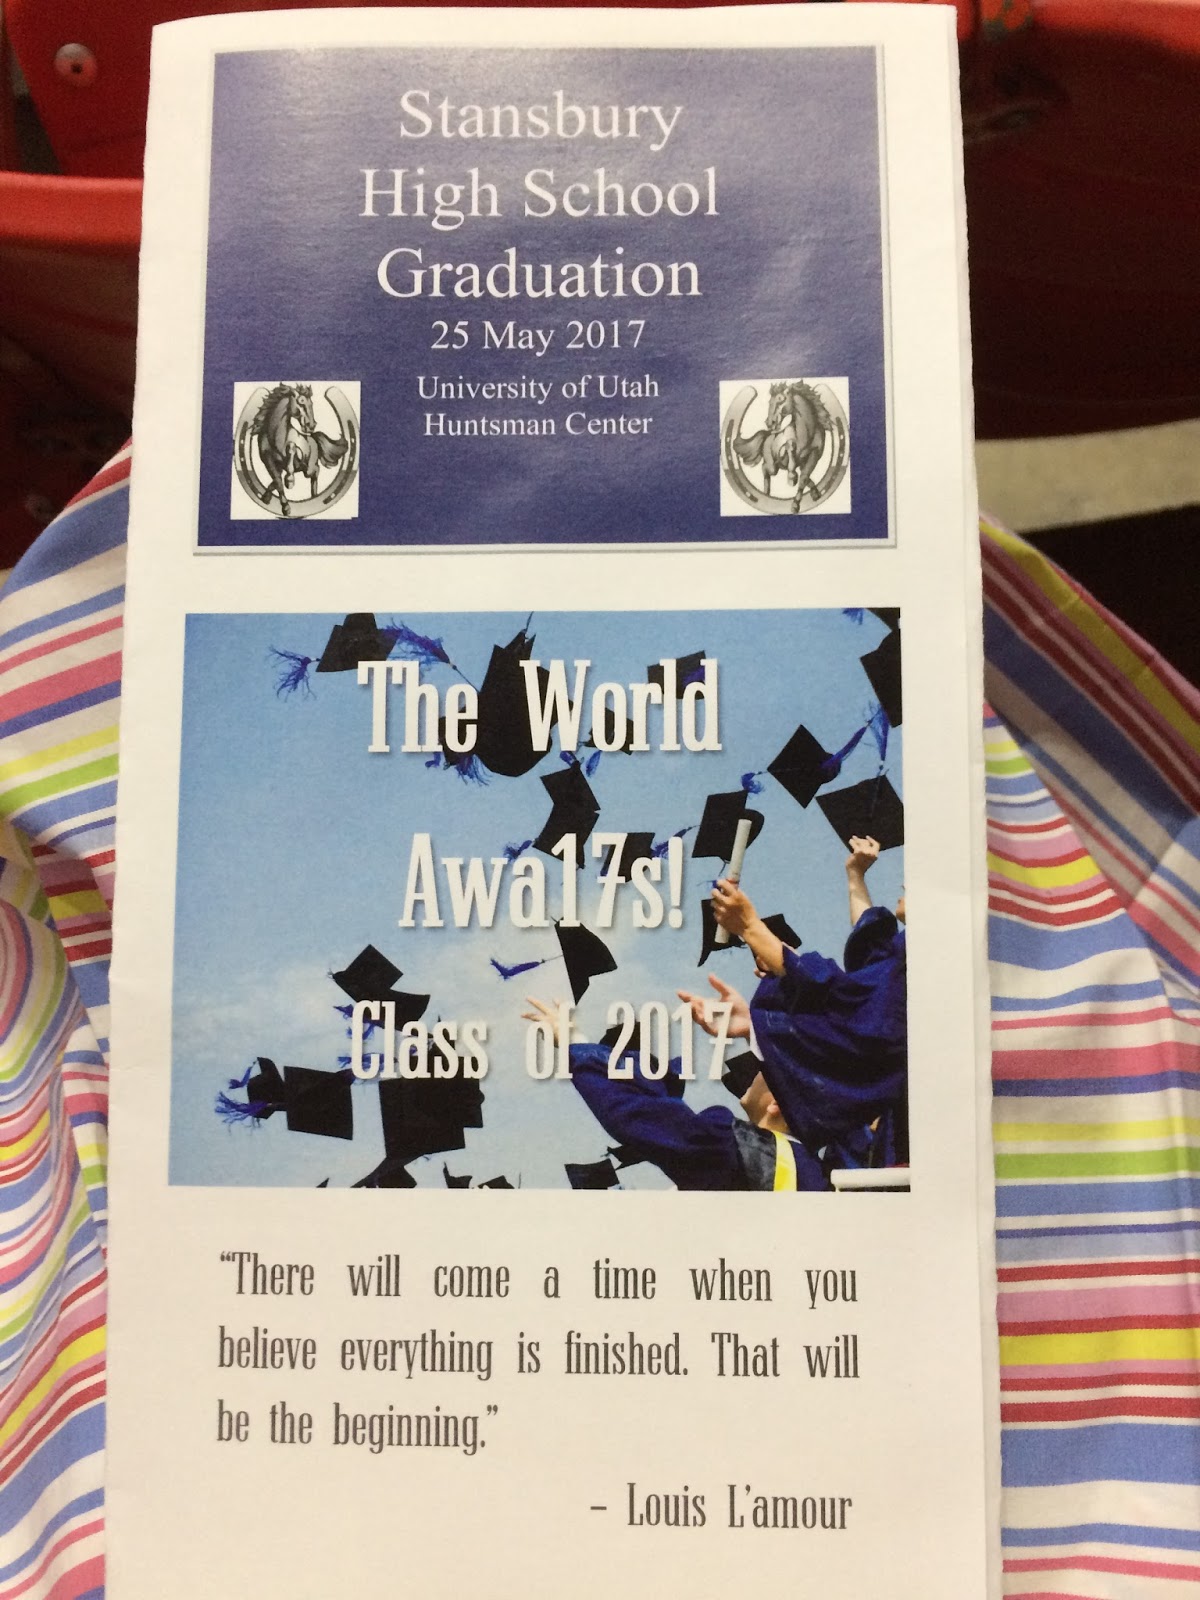 Stansbury
High School
Graduation
25 May 2017
University of Utah
Huntsman Center
The World
Awa17s!
Class of 2017
“There will come a time when you
believe everything is finished. That will
be the beginning.”
– Louis L’amour